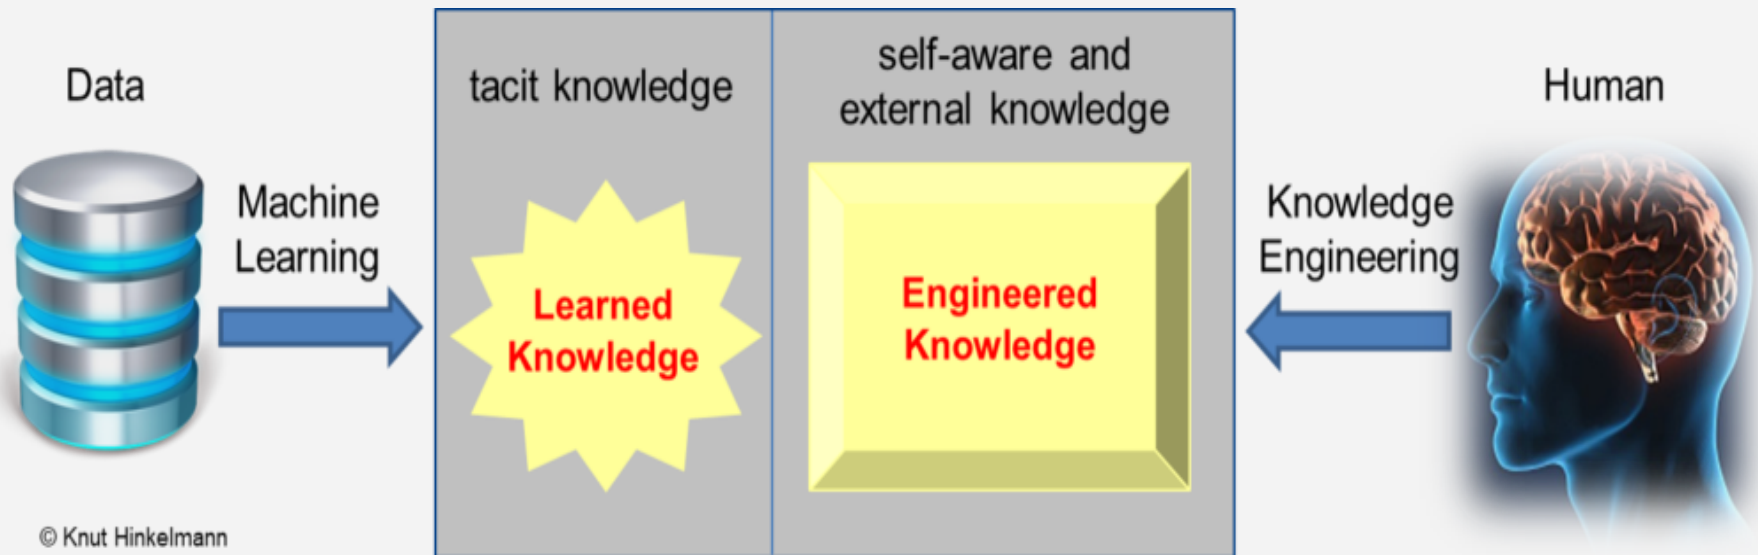 Data
Machine
Learning
tacit knowledge
Learned
Knowledge
self-aware and
external knowledge
Engineered
Knowledge
Human
Knowledge
Engineering
© Knut Hinkelmann